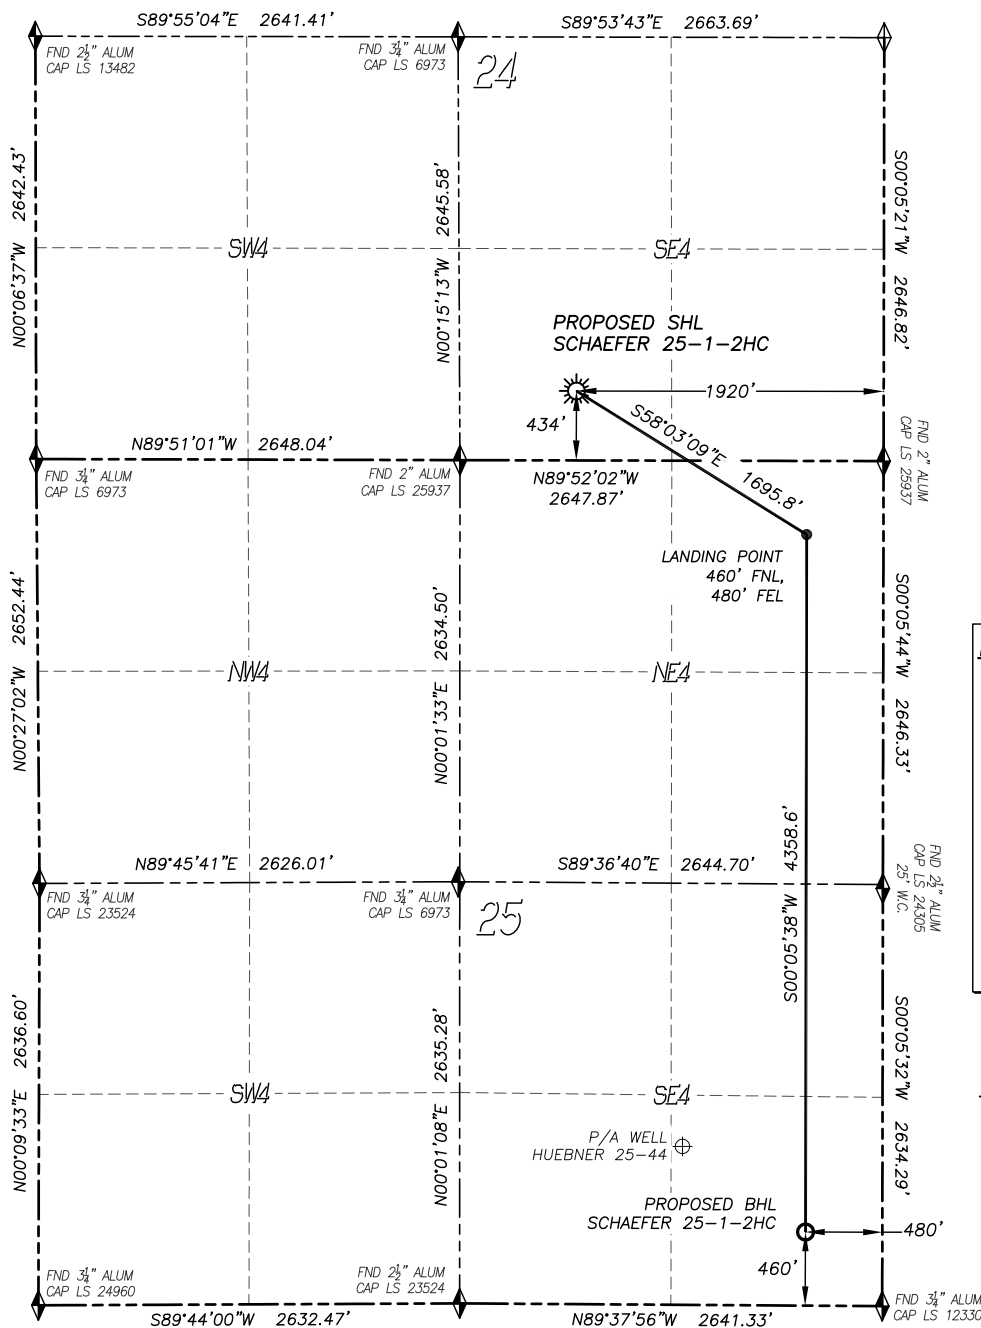 S89°55'04"E 2641.41'
S89°53'43"E 2663.69'
FND 2½" ALUM
CAP LS 13482
FND 3¼" ALUM
CAP LS 6973
24
N00°06'37"W 2642.43'
N00°15'13"W 2645.58'
S00°05'21"W 2646.82'
SW4
SE4
PROPOSED SHL
SCHAEFER 25-1-2HC
1920'
434'
S58°03'09"E 1695.8'
N89°51'01"W 2648.04'
N89°52'02"W
2647.87'
FND 3¼" ALUM
CAP LS 6973
FND 2" ALUM
CAP LS 25937
FND 2" ALUM
CAP LS 25937
LANDING POINT
460' FNL,
480' FEL
N00°27'02"W 2652.44'
N00°01'33"E 2634.50'
S00°05'44"W 2646.33'
NW4
NE4
S00°05'38"W 4358.6'
N89°45'41"E 2626.01'
S89°36'40"E 2644.70'
FND 3¼" ALUM
CAP LS 23524
FND 3¼" ALUM
CAP LS 6973
FND 2½" ALUM
CAP LS 24305
25' W.C.
25
N00°09'33"E 2636.60'
N00°01'08"E 2635.28'
S00°05'32"W 2634.29'
SW4
SE4
P/A WELL
HUEBNER 25-44
PROPOSED BHL
SCHAEFER 25-1-2HC
480'
460'
FND 3¼" ALUM
CAP LS 24960
FND 2½" ALUM
CAP LS 23524
FND 3¼" ALUM
CAP LS 12330
S89°44'00"W 2632.47'
N89°37'56"W 2641.33'